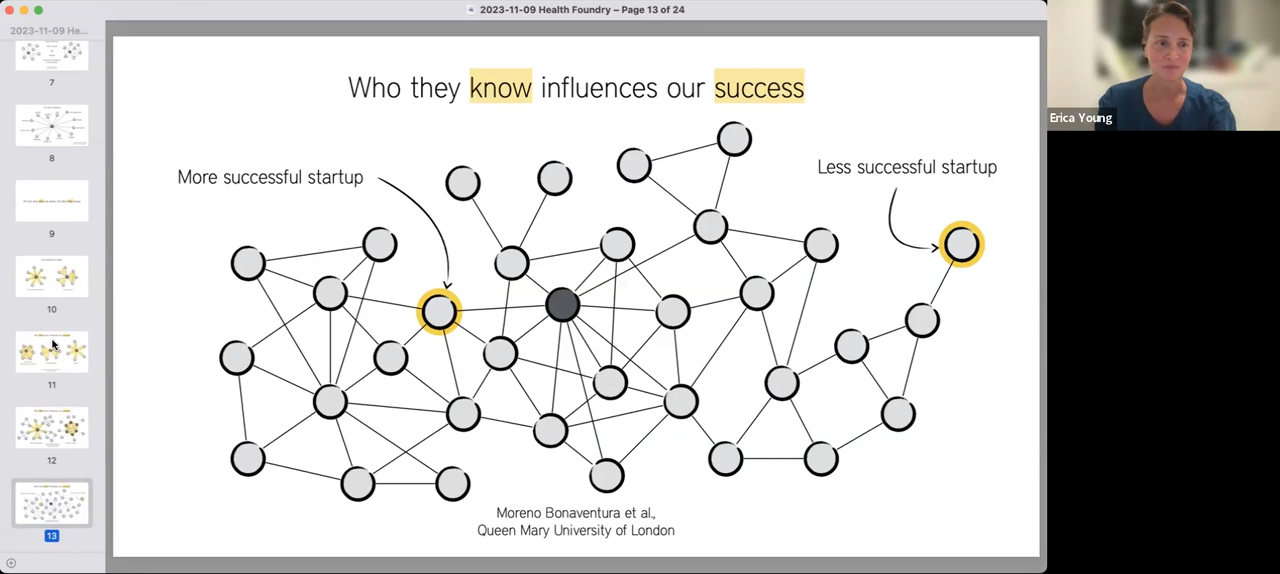 2023-11-09 Health Foundry – Page 13 of 24
2023-11-09 He...
7
8
9
10
11
12
13
Who they know influences our success
More successful startup
Less successful startup
Moreno Bonaventura et al.,
Queen Mary University of London
Erica Young